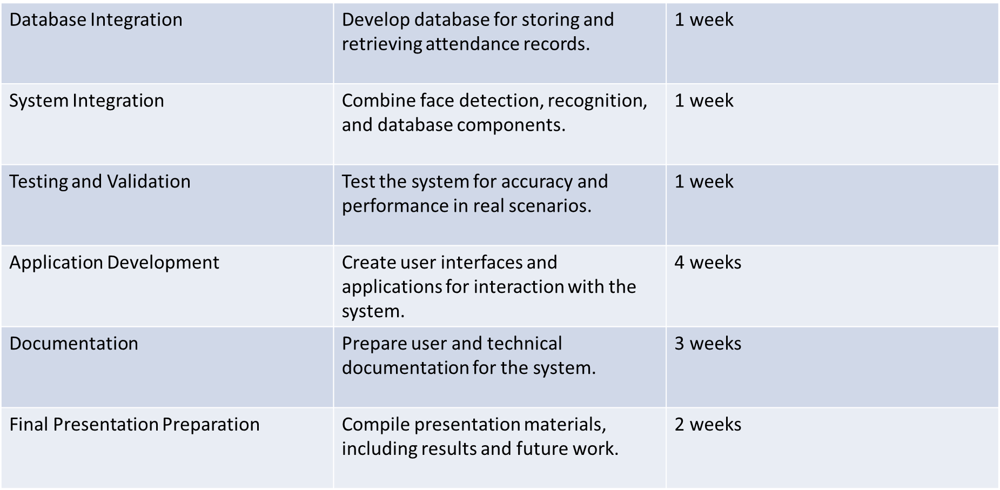 Database Integration
Develop database for storing and
retrieving attendance records.
1 week
System Integration
Combine face detection, recognition,
and database components.
1 week
Testing and Validation
Test the system for accuracy and
performance in real scenarios.
1 week
Application Development
Create user interfaces and
applications for interaction with the
system.
4 weeks
Documentation
Prepare user and technical
documentation for the system.
3 weeks
Final Presentation Preparation
Compile presentation materials,
including results and future work.
2 weeks